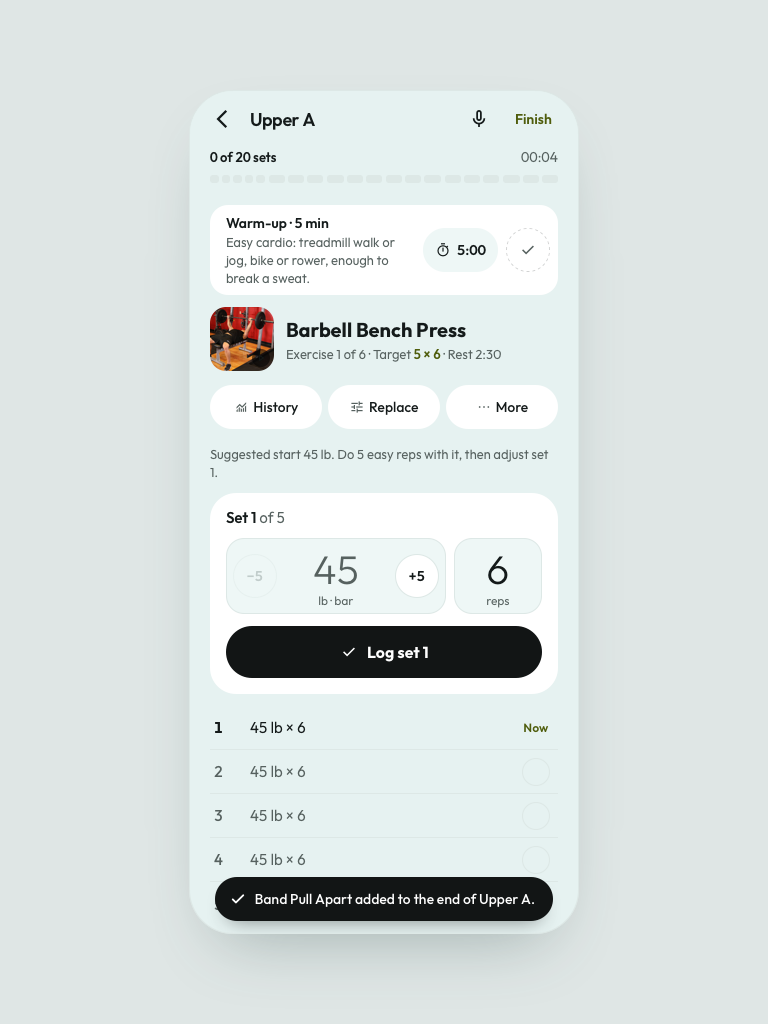 Upper A
Finish
0 of 20 sets
00:04
Warm-up · 5 min
Easy cardio: treadmill walk or
jog, bike or rower, enough to
break a sweat.
5:00
Barbell Bench Press
Exercise 1 of 6 · Target 5 × 6 · Rest 2:30
History
Replace
More
Suggested start 45 lb. Do 5 easy reps with it, then adjust set
1.
Set 1 of 5
−5
45
lb · bar
+5
6
reps
Log set 1
1 45 lb × 6 Now
2 45 lb × 6
3 45 lb × 6
4 45 lb × 6
Band Pull Apart added to the end of Upper A.